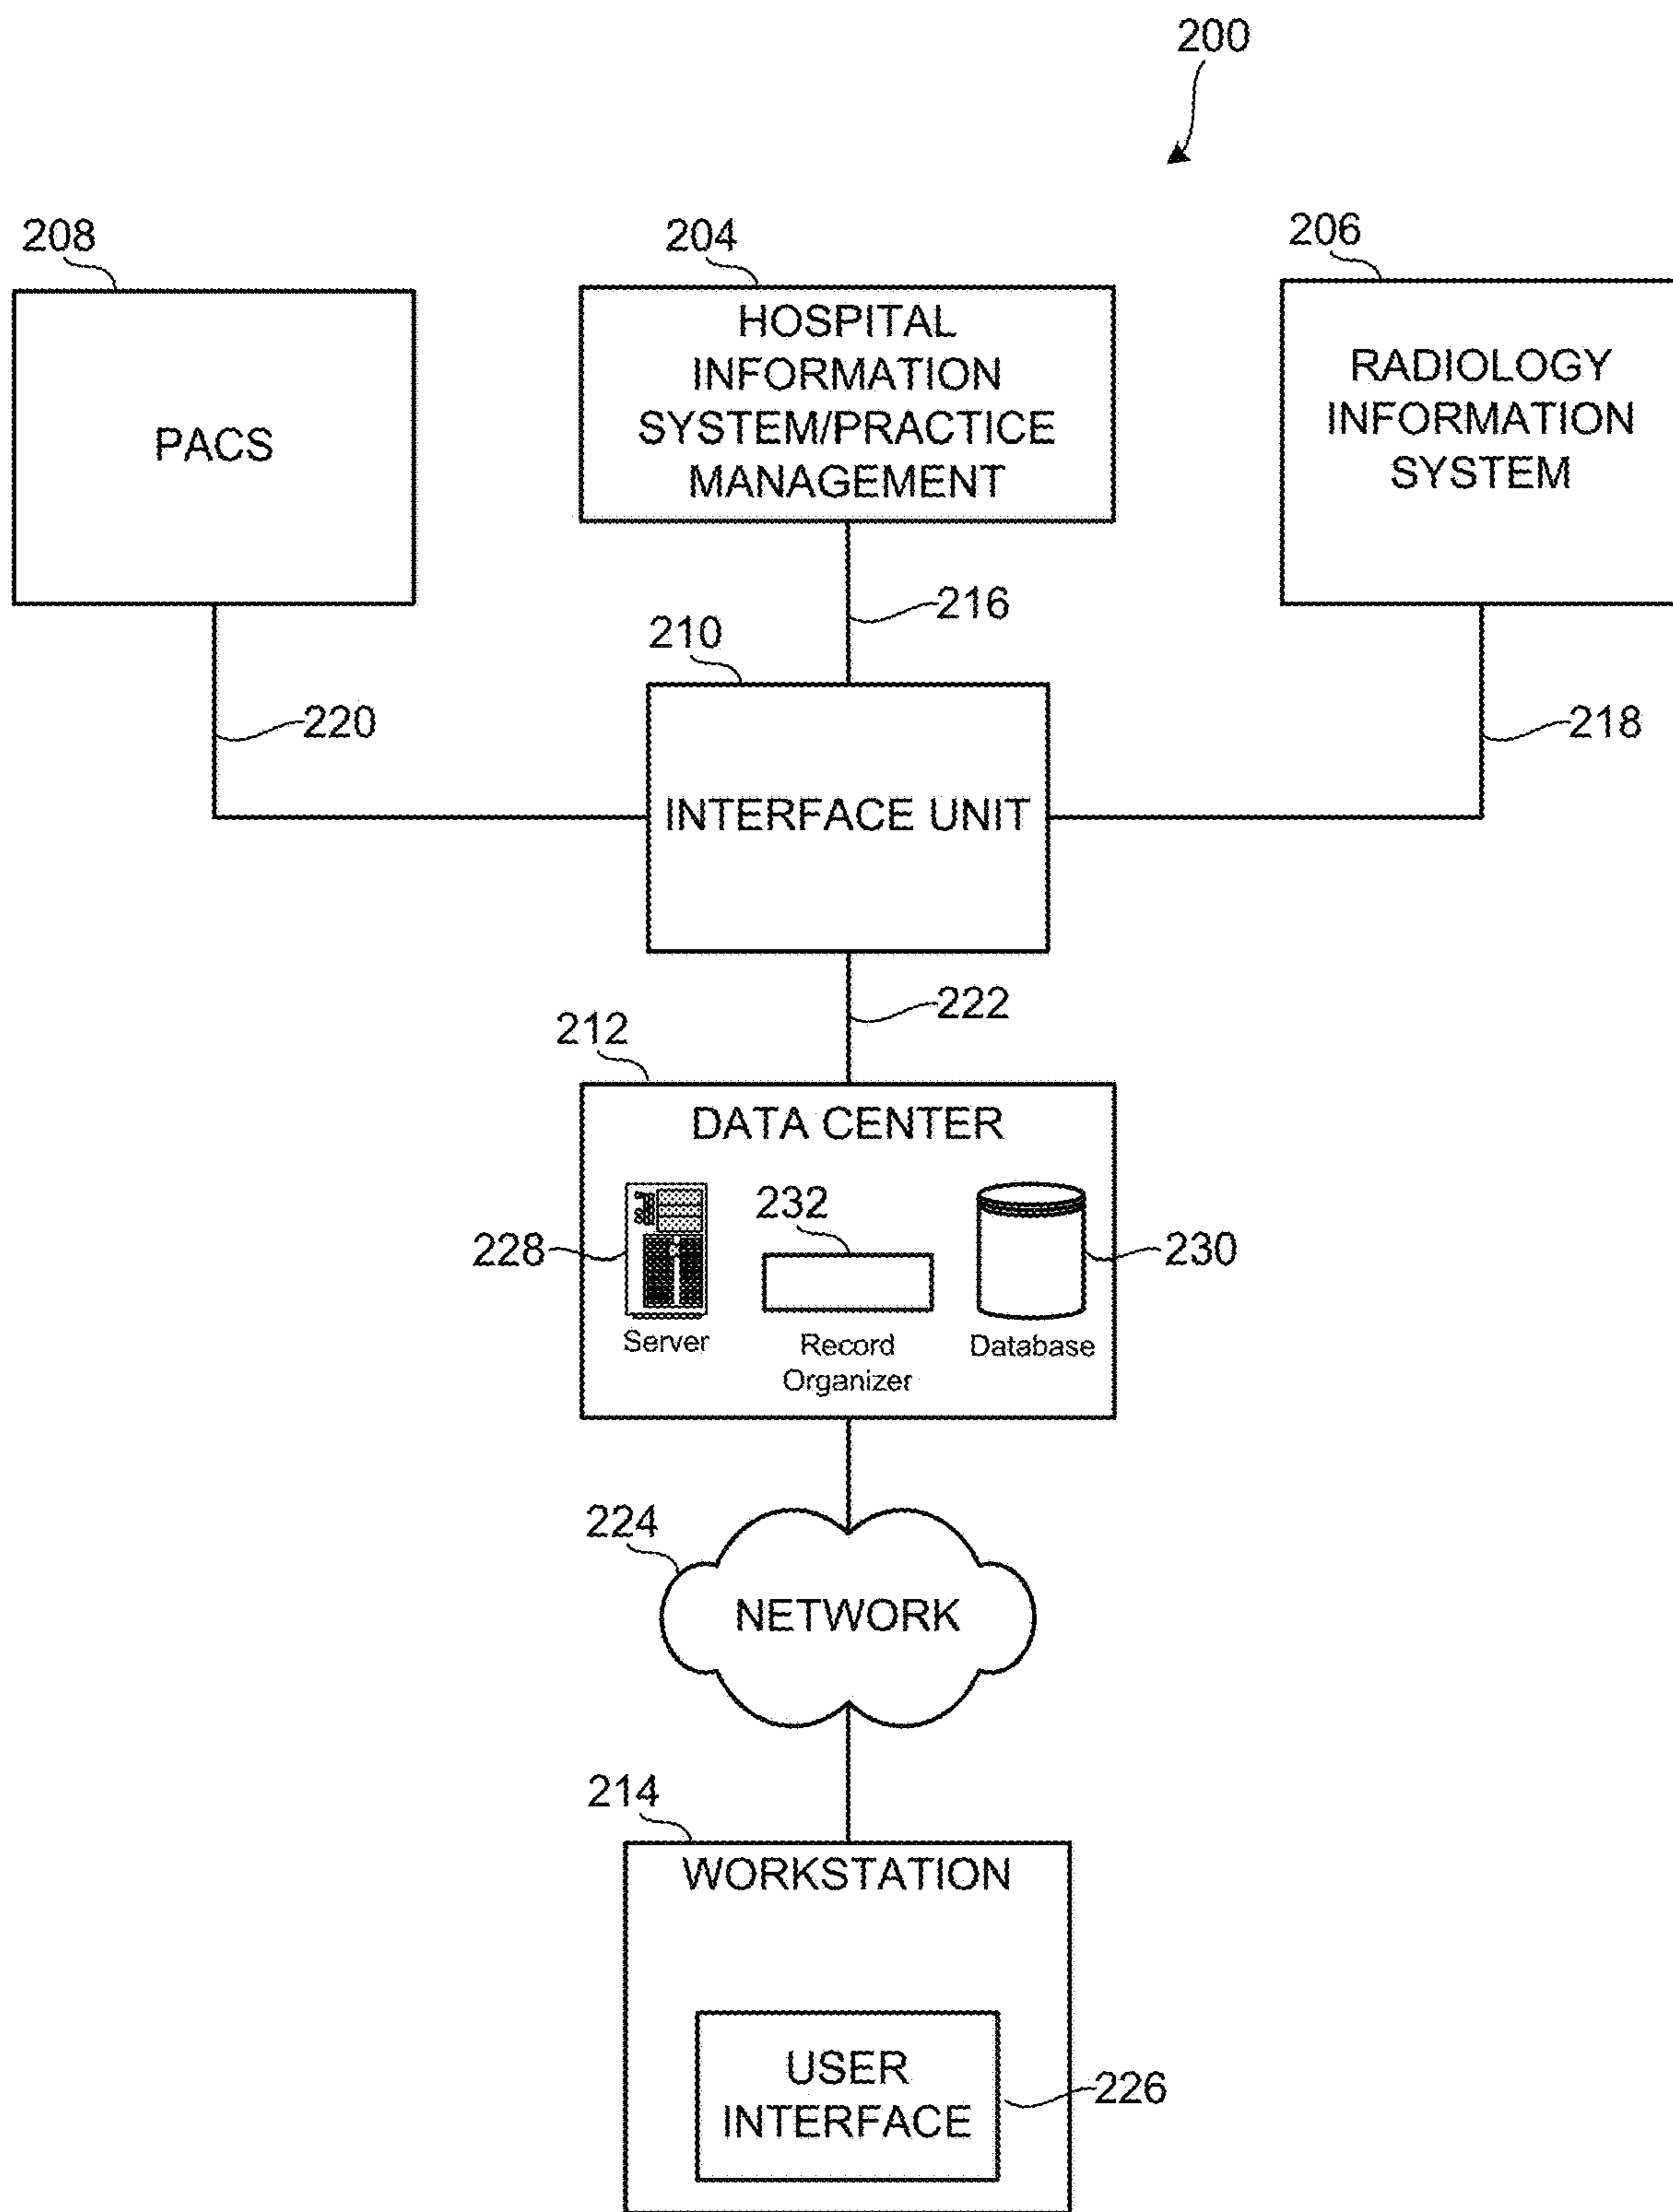 200
208
204
206
PACS
HOSPITAL
INFORMATION
SYSTEM/PRACTICE
MANAGEMENT
RADIOLOGY
INFORMATION
SYSTEM
216
210
220
218
INTERFACE UNIT
222
212
DATA CENTER
232
228
230
Server
Record
Organizer
Database
224
NETWORK
214
WORKSTATION
USER
INTERFACE
226